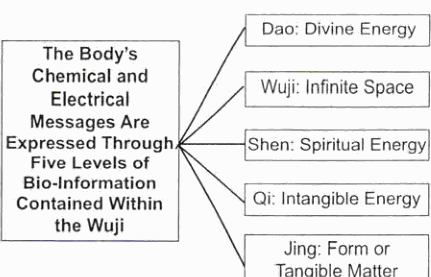 The Body's
Chemical and
Electrical
Messages Are
Expressed Through
Five Levels of
Bio-Information
Contained Within
the Wuji
Dao: Divine Energy
Wuji: Infinite Space
Shen: Spiritual Energy
Qi: Intangible Energy
Jing: Form or
Tangible Matter